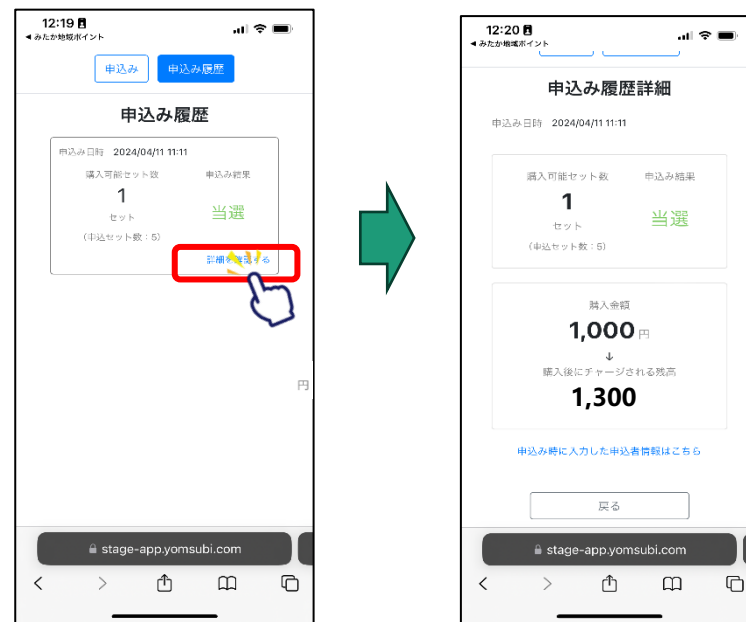 12:19
◀ みたか地域ポイント
申込み
申込み履歴
申込み履歴
申込み日時 2024/04/11 11:11
購入可能セット数
申込み結果
1
セット
当選
(申込セット数：5)
詳細を確認する
円
stage-app.yomsubi.com
12:20
◀ みたか地域ポイント
申込み履歴詳細
申込み日時 2024/04/11 11:11
購入可能セット数
申込み結果
1
セット
当選
(申込セット数：5)
購入金額
1,000 円
↓
購入後にチャージされる残高
1,300
申込み時に入力した申込者情報はこちら
戻る
stage-app.yomsubi.com